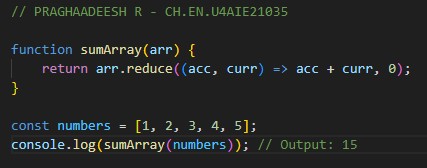 // PRAGHAADEESH R - CH.EN.U4AIE21035
function sumArray(arr) {
    return arr.reduce((acc, curr) => acc + curr, 0);
}
const numbers = [1, 2, 3, 4, 5];
console.log(sumArray(numbers)); // Output: 15